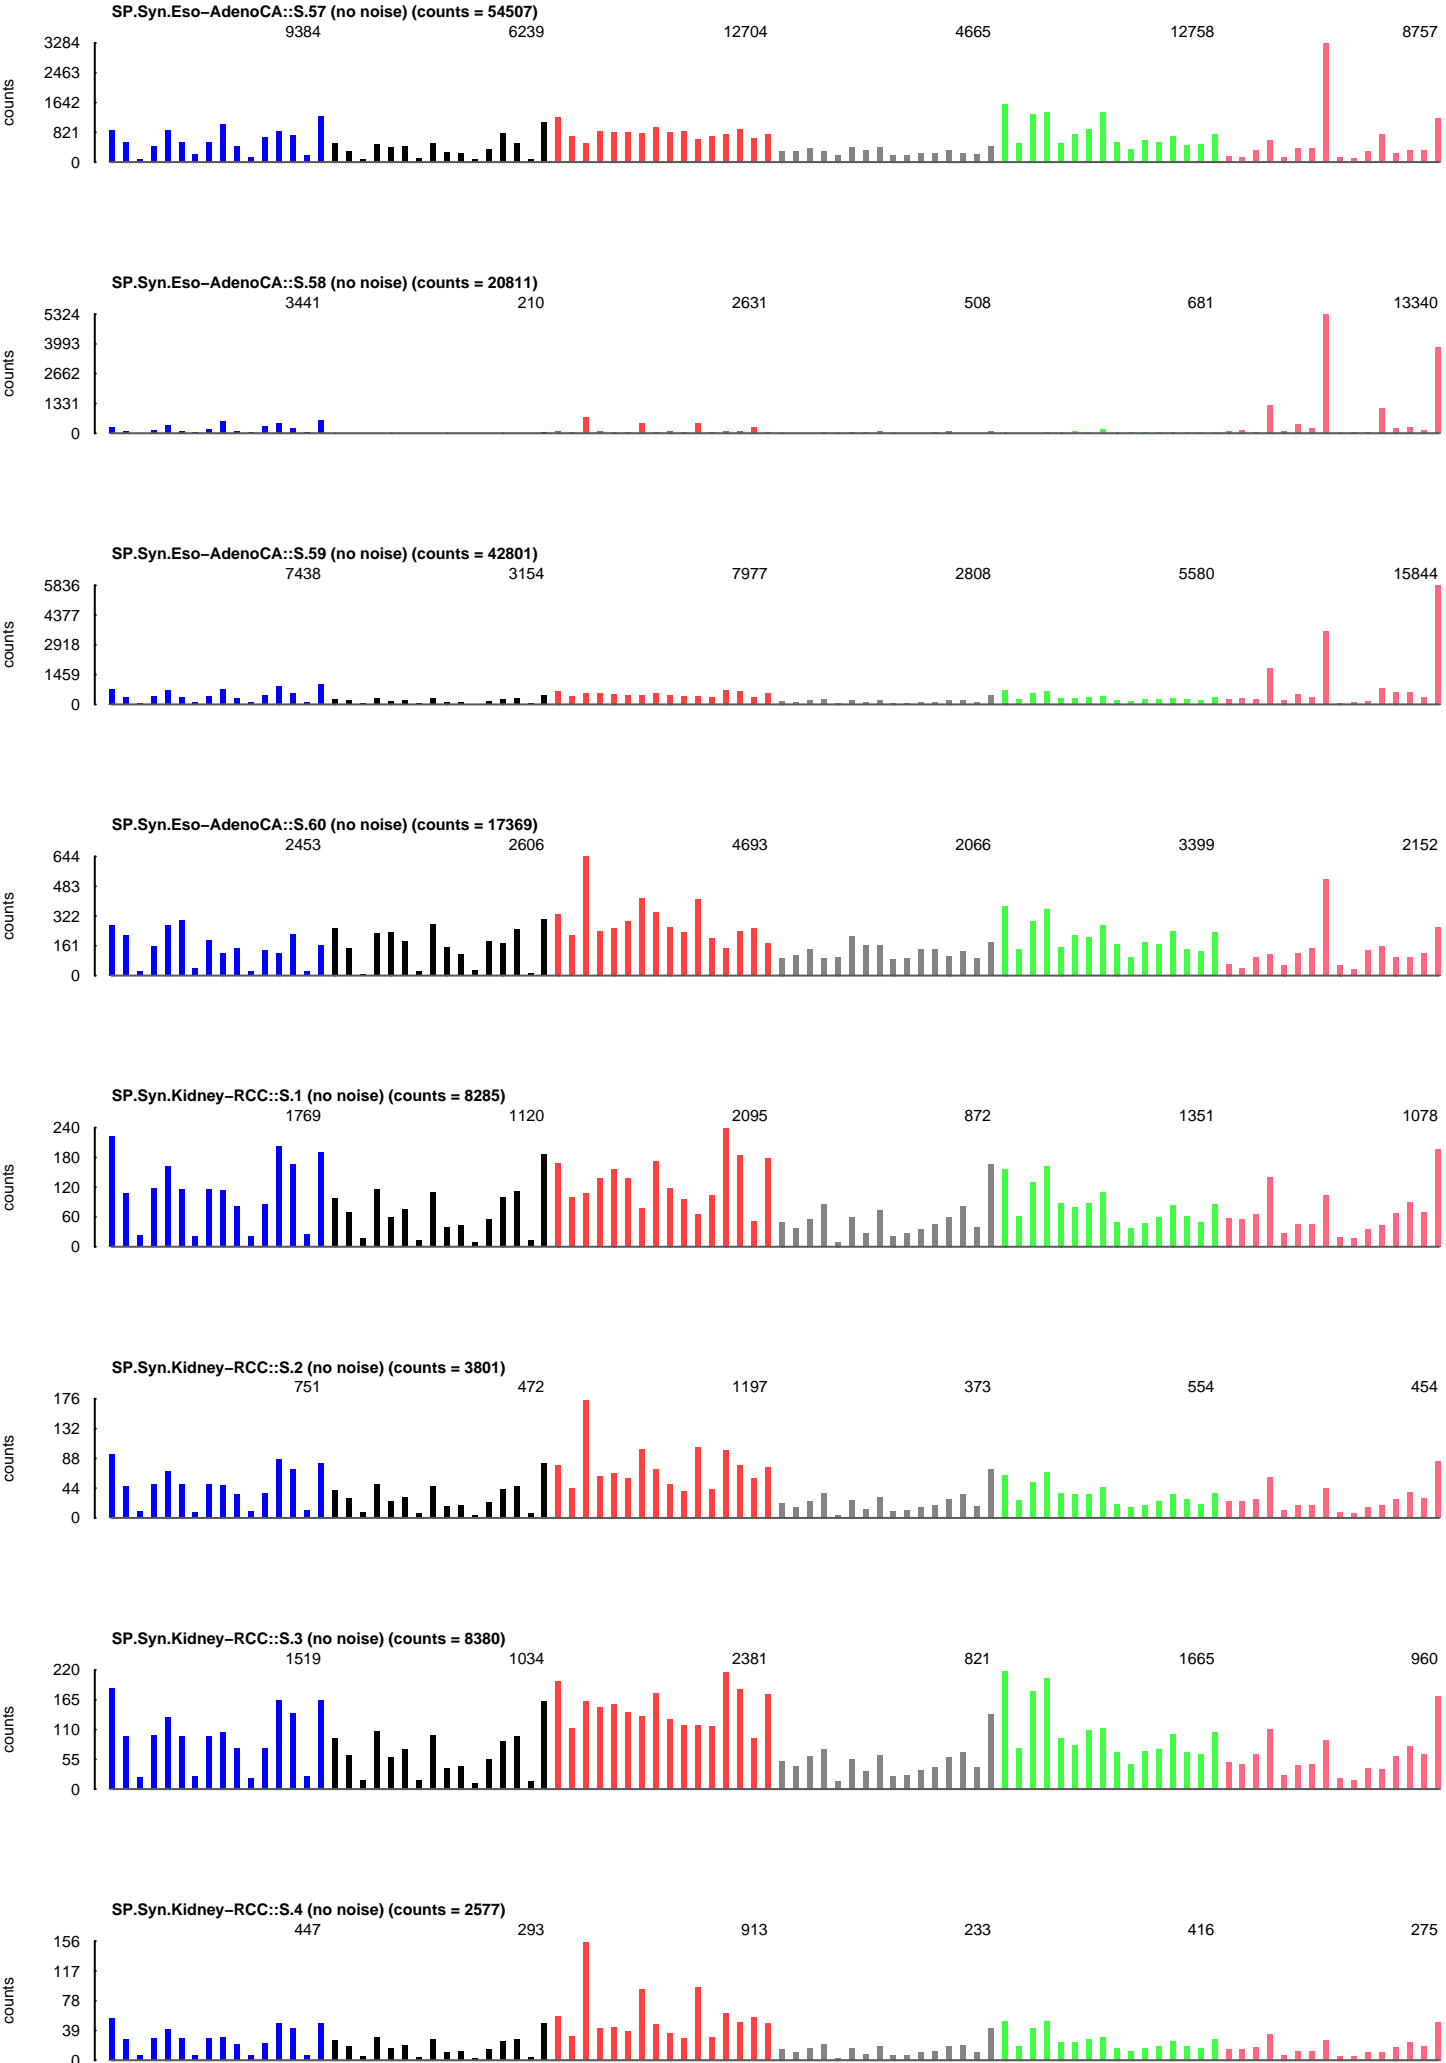 SP.Syn.Eso−AdenoCA::S.57 (no noise) (counts = 54507)
9384 6239 12704 4665 12758 8757
3284
2463
1642
821
0
counts
SP.Syn.Eso−AdenoCA::S.58 (no noise) (counts = 20811)
3441 210 2631 508 681 13340
5324
3993
2662
1331
0
counts
SP.Syn.Eso−AdenoCA::S.59 (no noise) (counts = 42801)
7438 3154 7977 2808 5580 15844
5836
4377
2918
1459
0
counts
SP.Syn.Eso−AdenoCA::S.60 (no noise) (counts = 17369)
2453 2606 4693 2066 3399 2152
644
483
322
161
0
counts
SP.Syn.Kidney−RCC::S.1 (no noise) (counts = 8285)
1769 1120 2095 872 1351 1078
240
180
120
60
0
counts
SP.Syn.Kidney−RCC::S.2 (no noise) (counts = 3801)
751 472 1197 373 554 454
176
132
88
44
0
counts
SP.Syn.Kidney−RCC::S.3 (no noise) (counts = 8380)
1519 1034 2381 821 1665 960
220
165
110
55
0
counts
SP.Syn.Kidney−RCC::S.4 (no noise) (counts = 2577)
447 293 913 233 416 275
156
117
78
39
0
counts